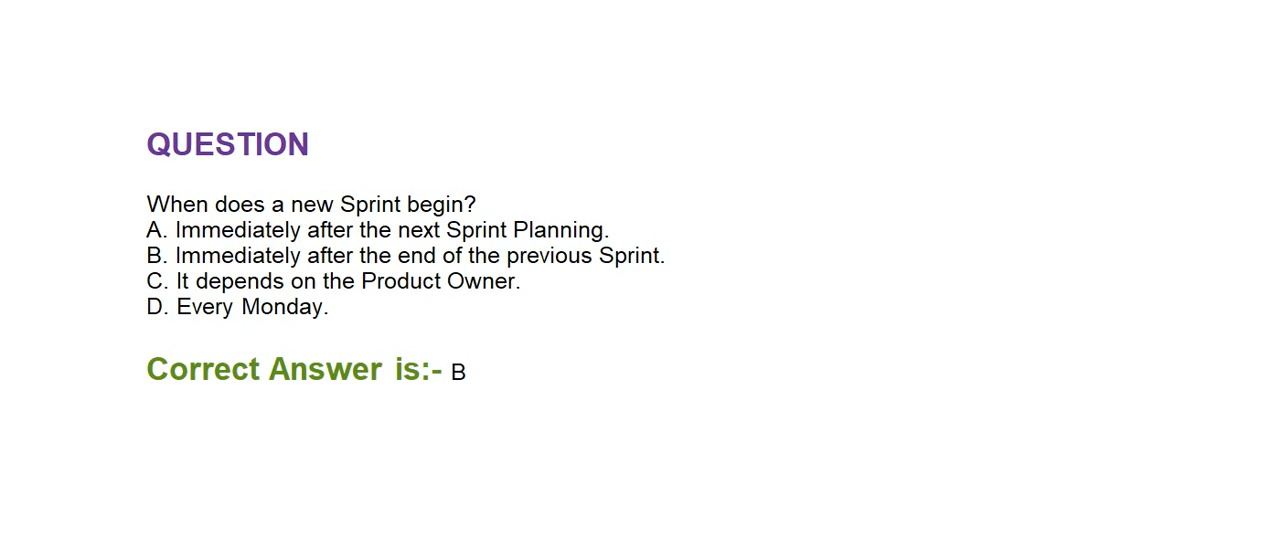 QUESTION
When does a new Sprint begin?
A. Immediately after the next Sprint Planning.
B. Immediately after the end of the previous Sprint.
C. It depends on the Product Owner.
D. Every Monday.
Correct Answer is:- B